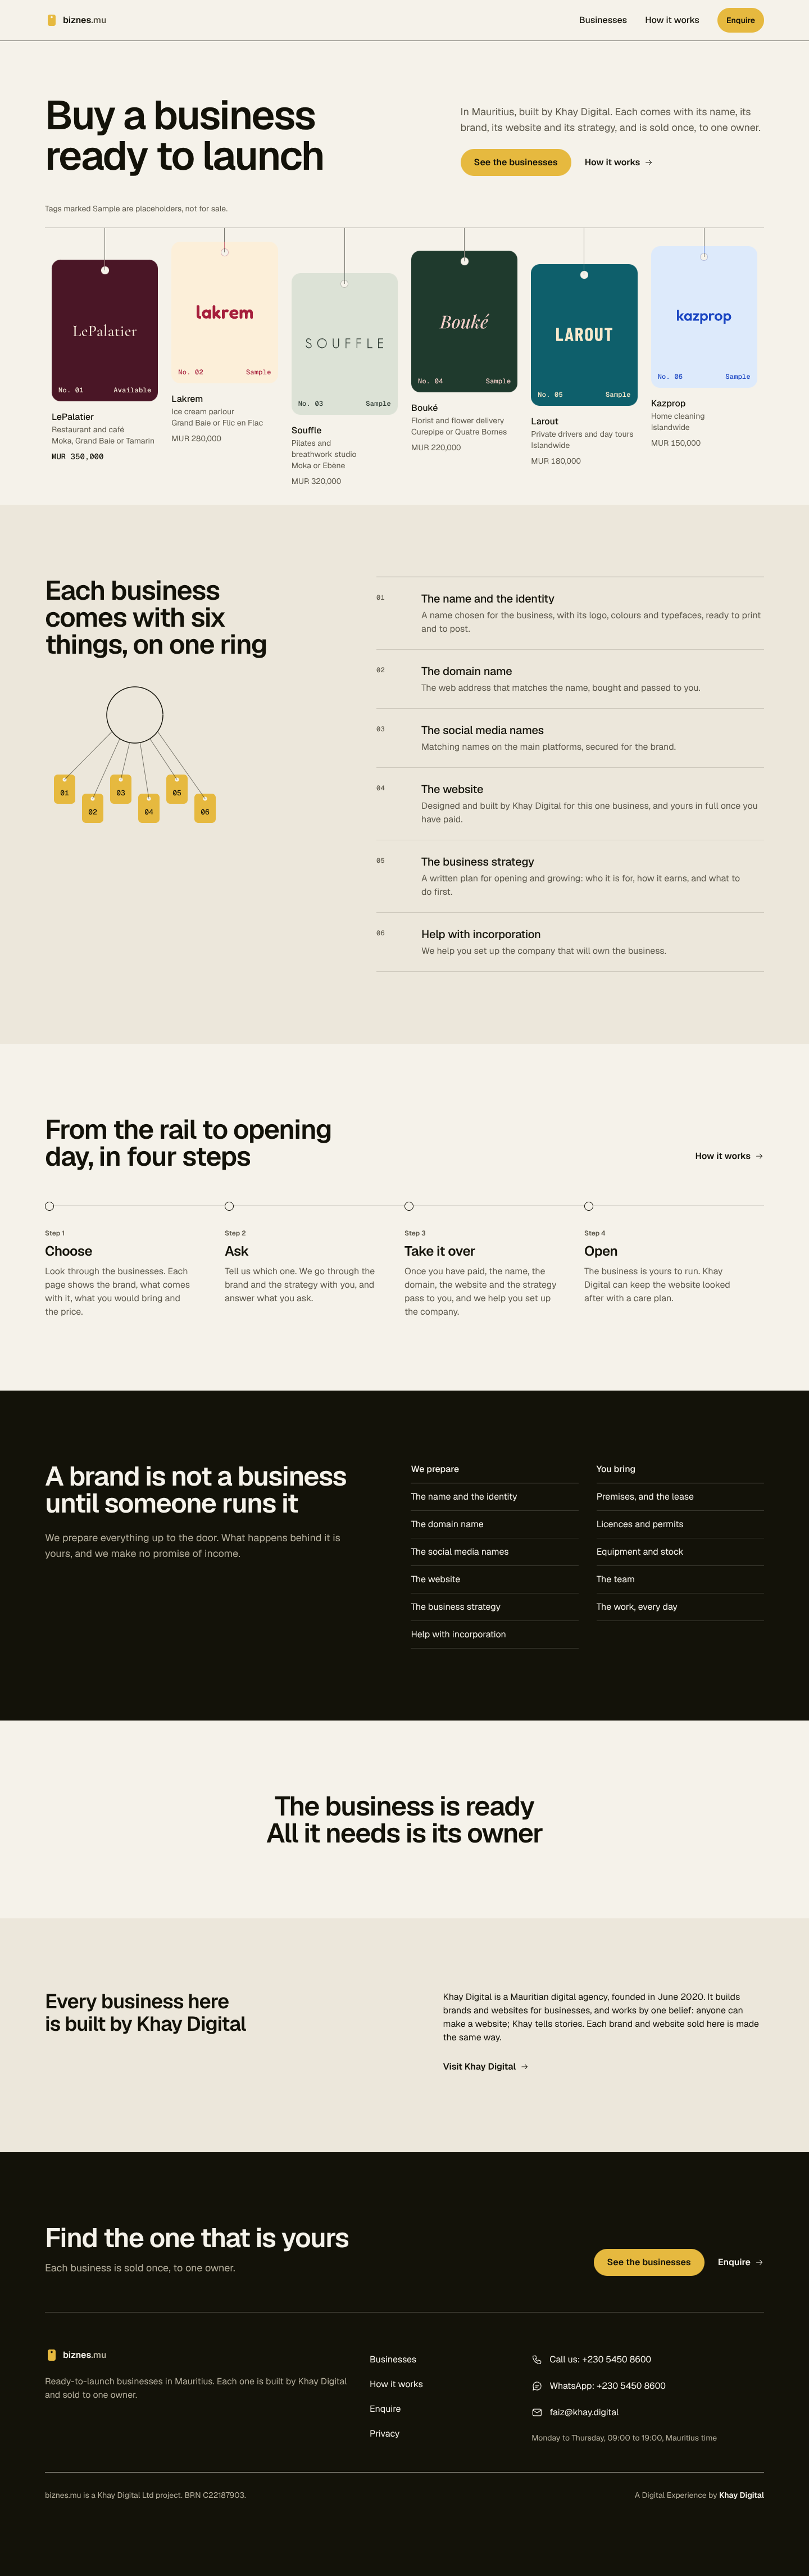 biznes.mu
Businesses
How it works
Enquire
Buy a business
ready to launch
In Mauritius, built by Khay Digital. Each comes with its name, its
brand, its website and its strategy, and is sold once, to one owner.
See the businesses
How it works →
Tags marked Sample are placeholders, not for sale.
LePalatier
No. 01 Available
LePalatier
Restaurant and café
Moka, Grand Baie or Tamarin
MUR 350,000
lakrem
No. 02 Sample
Lakrem
Ice cream parlour
Grand Baie or Flic en Flac
MUR 280,000
SOUFFLE
No. 03 Sample
Souffle
Pilates and
breathwork studio
Moka or Ebène
MUR 320,000
Bouké
No. 04 Sample
Bouké
Florist and flower delivery
Curepipe or Quatre Bornes
MUR 220,000
LAROUT
No. 05 Sample
Larout
Private drivers and day tours
Islandwide
MUR 180,000
kazprop
No. 06 Sample
Kazprop
Home cleaning
Islandwide
MUR 150,000
Each business
comes with six
things, on one ring
01
02
03
04
05
06
01
The name and the identity
A name chosen for the business, with its logo, colours and typefaces, ready to print
and to post.
02
The domain name
The web address that matches the name, bought and passed to you.
03
The social media names
Matching names on the main platforms, secured for the brand.
04
The website
Designed and built by Khay Digital for this one business, and yours in full once you
have paid.
05
The business strategy
A written plan for opening and growing: who it is for, how it earns, and what to
do first.
06
Help with incorporation
We help you set up the company that will own the business.
From the rail to opening
day, in four steps
How it works →
Step 1
Choose
Look through the businesses. Each
page shows the brand, what comes
with it, what you would bring and
the price.
Step 2
Ask
Tell us which one. We go through the
brand and the strategy with you, and
answer what you ask.
Step 3
Take it over
Once you have paid, the name, the
domain, the website and the strategy
pass to you, and we help you set up
the company.
Step 4
Open
The business is yours to run. Khay
Digital can keep the website looked
after with a care plan.
A brand is not a business
until someone runs it
We prepare everything up to the door. What happens behind it is
yours, and we make no promise of income.
We prepare
The name and the identity
The domain name
The social media names
The website
The business strategy
Help with incorporation
You bring
Premises, and the lease
Licences and permits
Equipment and stock
The team
The work, every day
The business is ready
All it needs is its owner
Every business here
is built by Khay Digital
Khay Digital is a Mauritian digital agency, founded in June 2020. It builds
brands and websites for businesses, and works by one belief: anyone can
make a website; Khay tells stories. Each brand and website sold here is made
the same way.
Visit Khay Digital →
Find the one that is yours
Each business is sold once, to one owner.
See the businesses
Enquire →
biznes.mu
Ready-to-launch businesses in Mauritius. Each one is built by Khay Digital
and sold to one owner.
Businesses
How it works
Enquire
Privacy
Call us: +230 5450 8600
WhatsApp: +230 5450 8600
faiz@khay.digital
Monday to Thursday, 09:00 to 19:00, Mauritius time
biznes.mu is a Khay Digital Ltd project. BRN C22187903.
A Digital Experience by Khay Digital